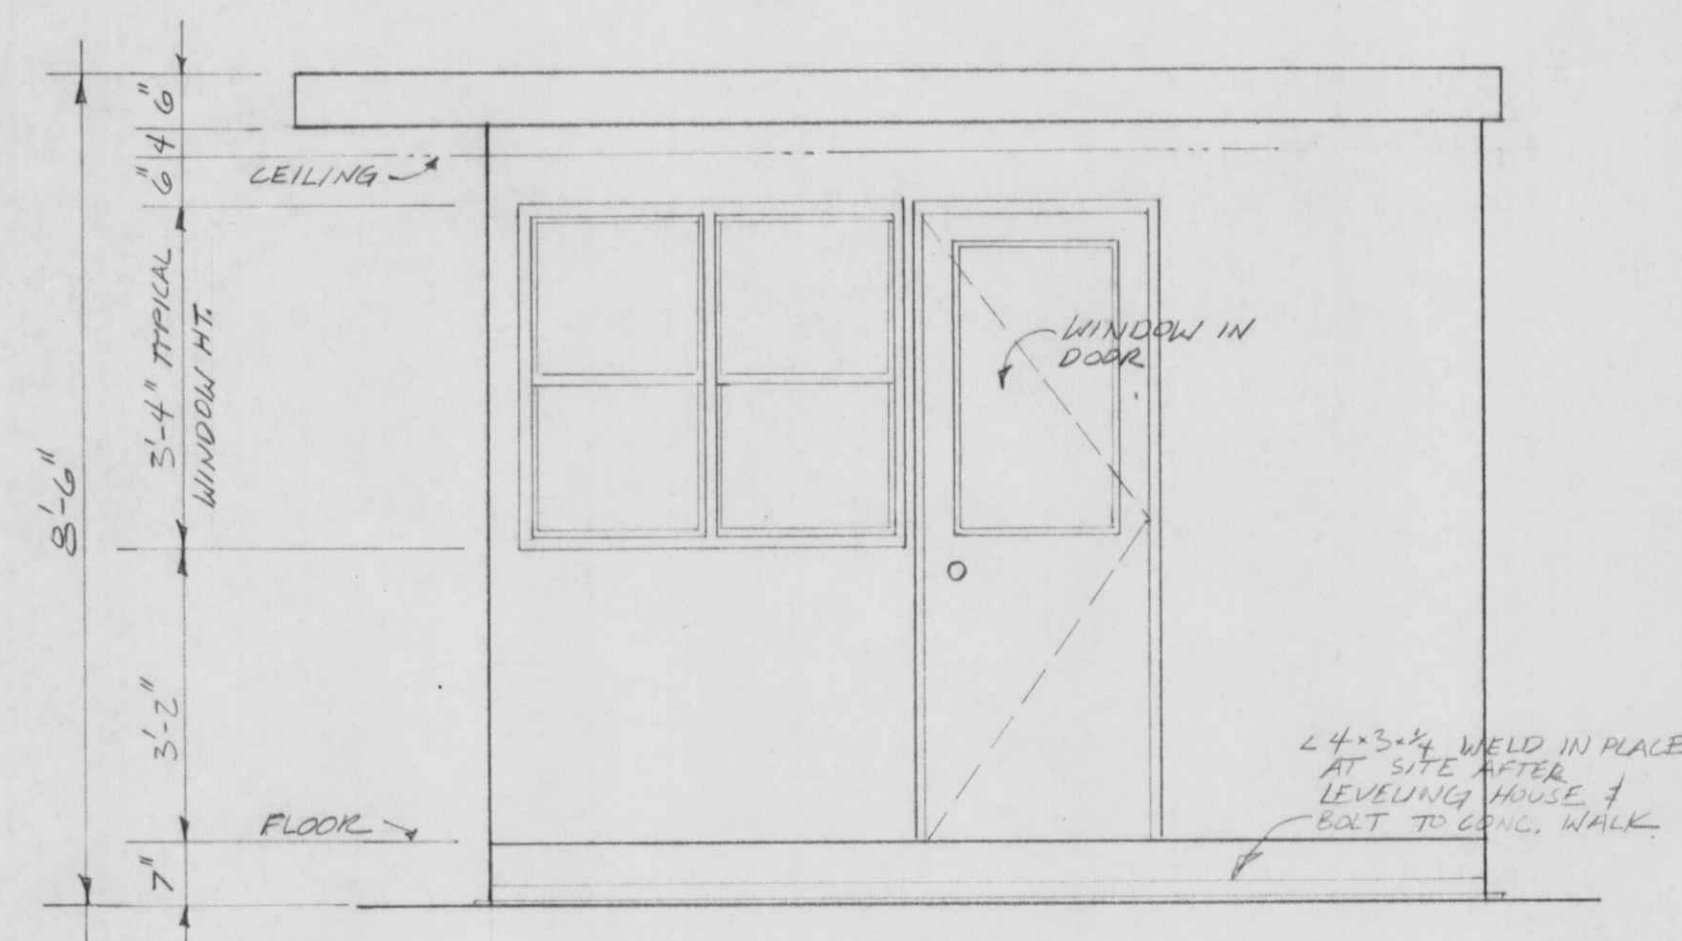 6"
4
6"
CEILING
3'-4" TYPICAL
WINDOW HT.
8'-6"
3'-2"
FLOOR
7"
WINDOW IN
DOOR
∠ 4×3×1/4 WELD IN PLACE
AT SITE AFTER
LEVELING HOUSE &
BOLT TO CONC. WALK.